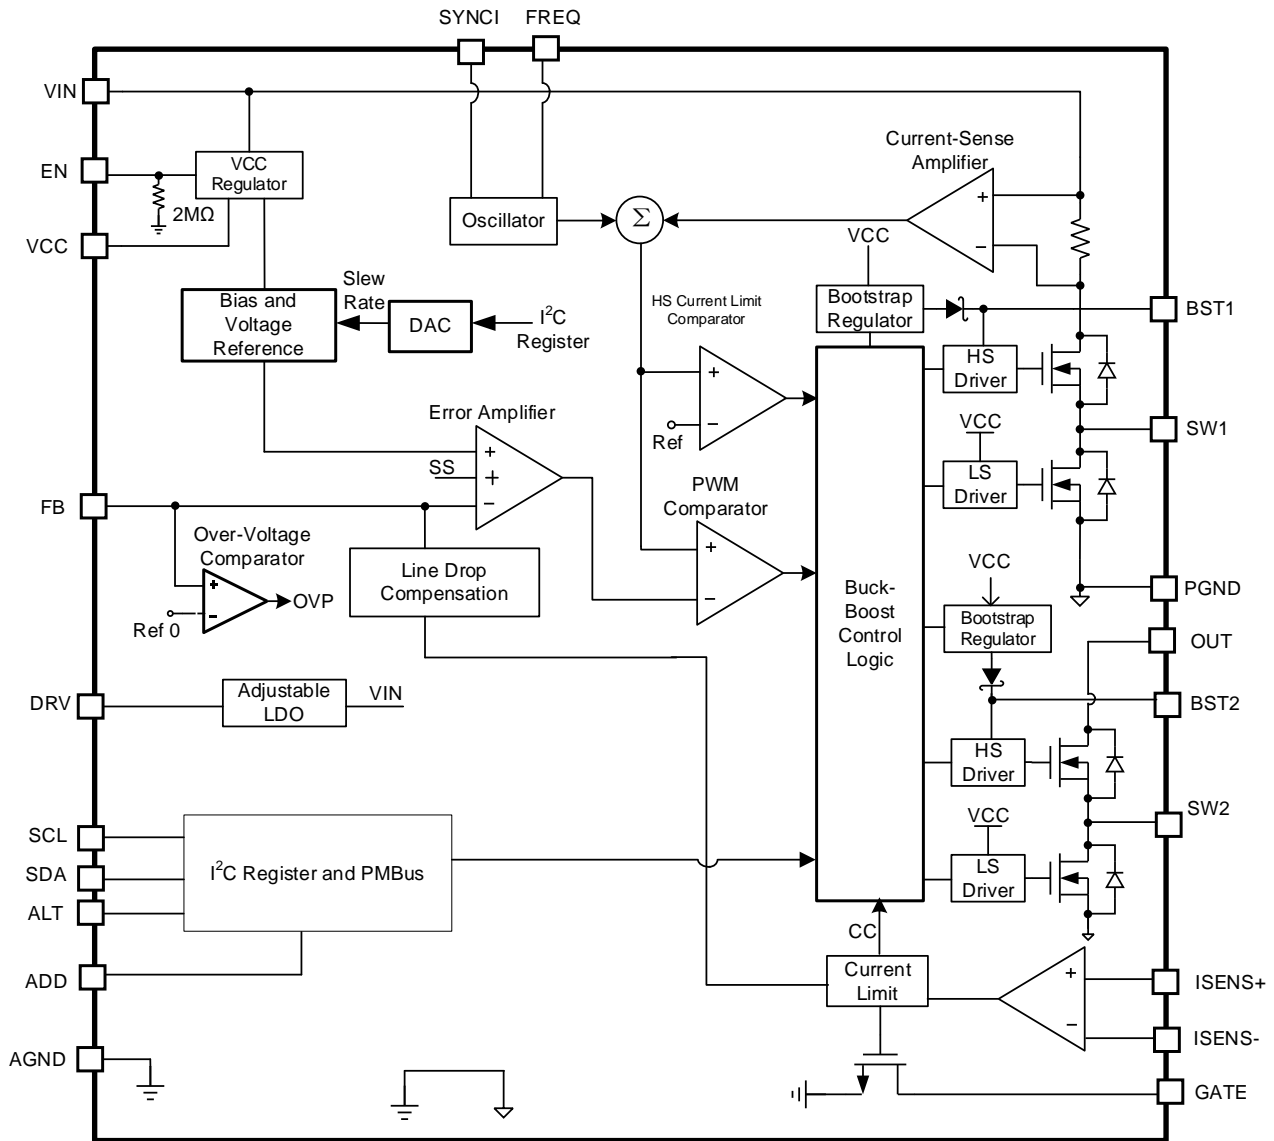 SYNCI
FREQ
VIN
EN
VCC
Regulator
2MΩ
VCC
Oscillator
Σ
Current-Sense
Amplifier
+
−
VCC
Bootstrap
Regulator
BST1
Bias and
Voltage
Reference
Slew
Rate
DAC
I²C
Register
HS Current Limit
Comparator
+
−
Ref
HS
Driver
SW1
VCC
LS
Driver
Error Amplifier
+
SS
+
−
FB
PWM
Comparator
+
−
Over-Voltage
Comparator
+
−
OVP
Ref 0
Line Drop
Compensation
Buck-
Boost
Control
Logic
VCC
Bootstrap
Regulator
PGND
OUT
BST2
DRV
Adjustable
LDO
VIN
HS
Driver
SW2
VCC
LS
Driver
SCL
SDA
ALT
ADD
I²C Register and PMBus
CC
Current
Limit
+
−
ISENS+
ISENS-
GATE
AGND